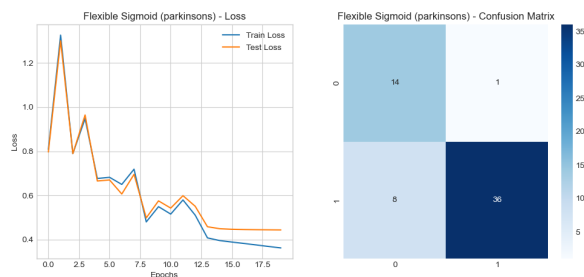 Flexible Sigmoid (parkinsons) - Loss
Train Loss
Test Loss
1.2
1.0
0.8
0.6
0.4
Loss
0.0 2.5 5.0 7.5 10.0 12.5 15.0 17.5
Epochs
Flexible Sigmoid (parkinsons) - Confusion Matrix
0 14 1
1 8 36
0 1
35
30
25
20
15
10
5